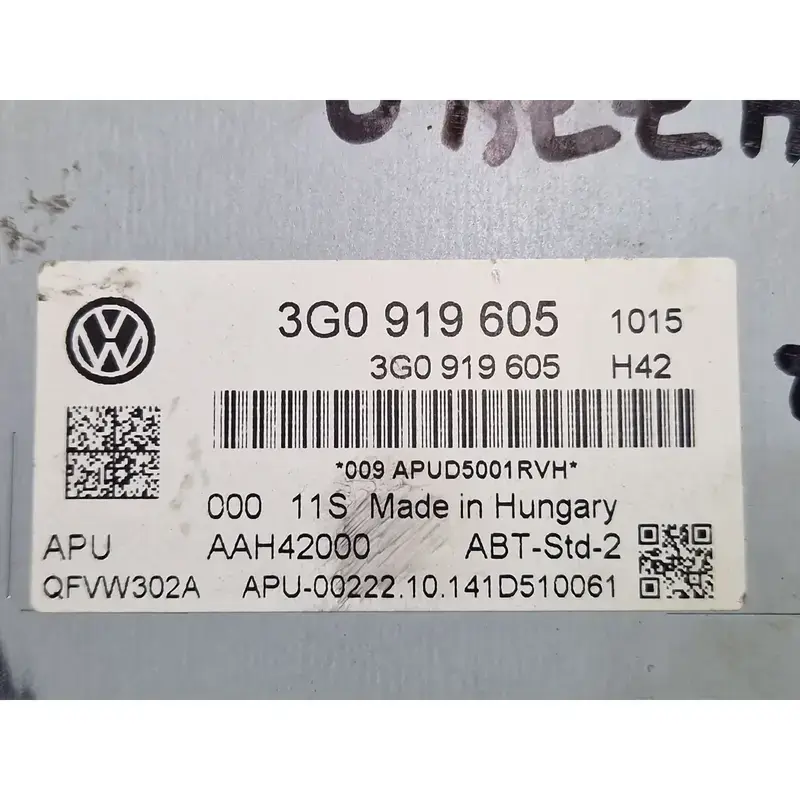 3G0 919 605 1015
3G0 919 605 H42
*009 APUD5001RVH*
000 11S Made in Hungary
APU AAH42000 ABT-Std-2
QFVW302A APU-00222.10.141D510061